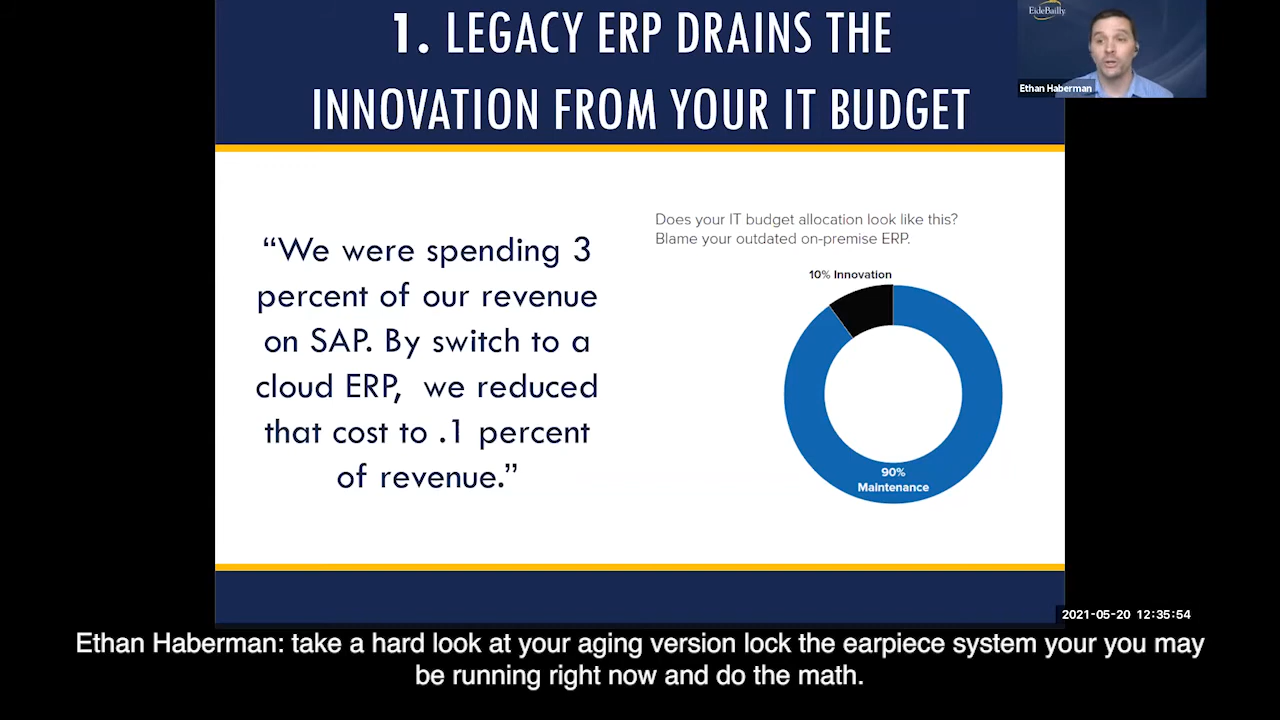 1. LEGACY ERP DRAINS THE
INNOVATION FROM YOUR IT BUDGET
EideBailly
Ethan Haberman
“We were spending 3
percent of our revenue
on SAP. By switch to a
cloud ERP, we reduced
that cost to .1 percent
of revenue.”
Does your IT budget allocation look like this?
Blame your outdated on-premise ERP.
10% Innovation
90%
Maintenance
2021-05-20 12:35:54
Ethan Haberman: take a hard look at your aging version lock the earpiece system your you may
be running right now and do the math.